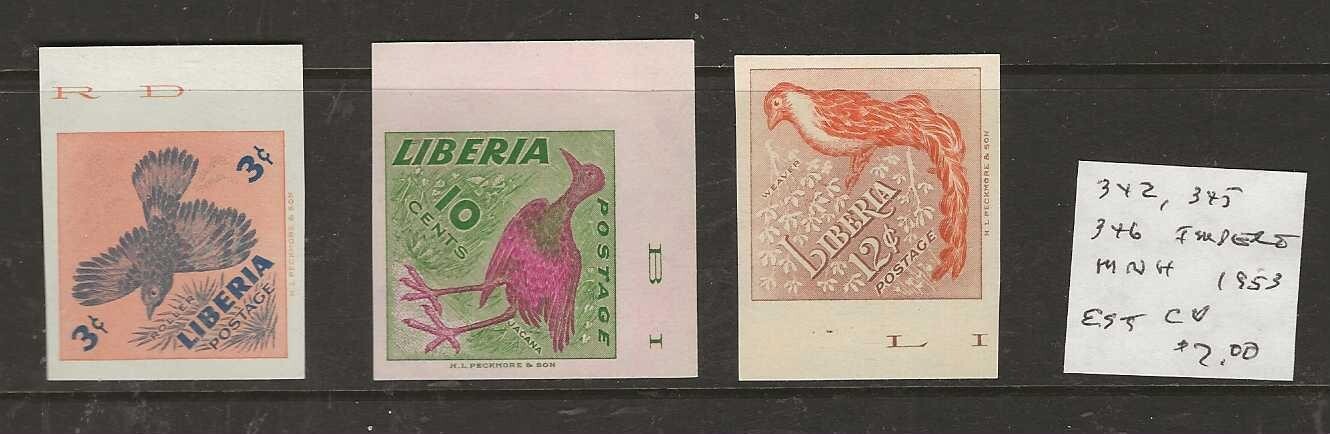 R D
3¢
3¢
ROLLER
LIBERIA
POSTAGE
H.L. PECKMORE & SON
LIBERIA
10
CENTS
POSTAGE
JACANA
H.L. PECKMORE & SON
B I
WEAVER
LIBERIA
12¢
POSTAGE
H.L. PECKMORE & SON
L I
342, 345
346 IMPERF
MNH 1953
EST CV
$2.00